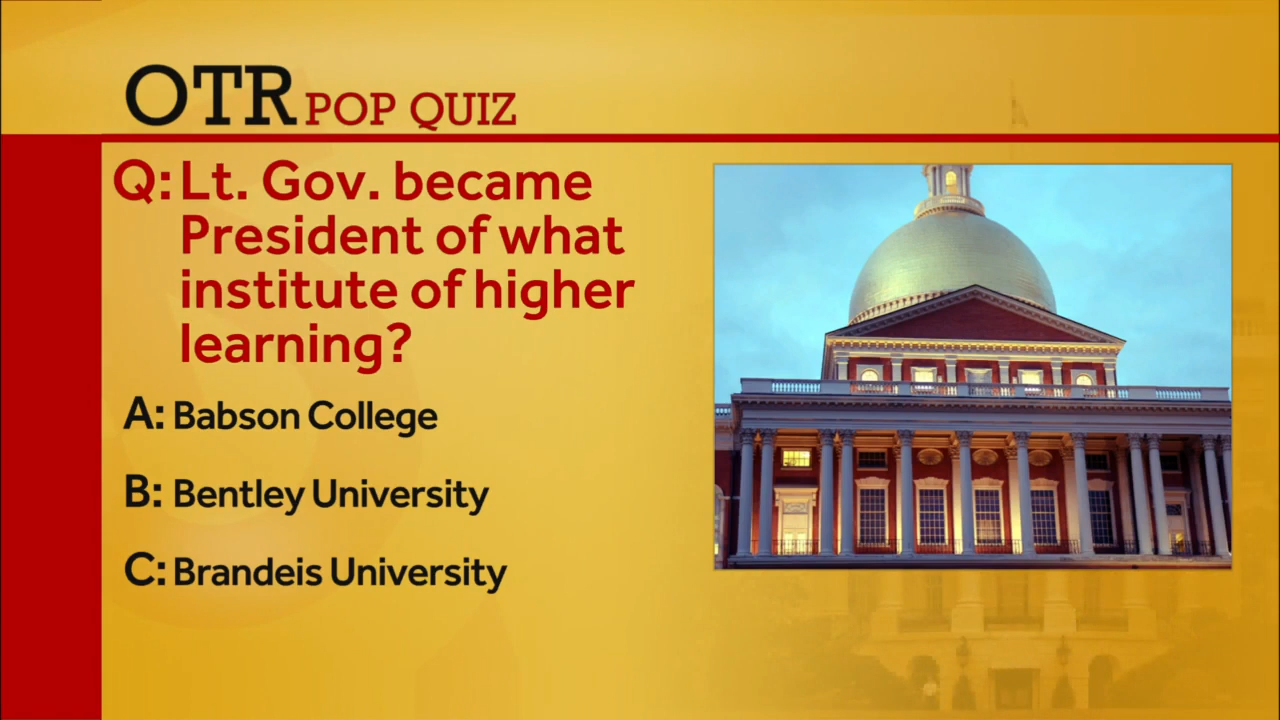 OTR POP QUIZ
Q: Lt. Gov. became
President of what
institute of higher
learning?
A: Babson College
B: Bentley University
C: Brandeis University